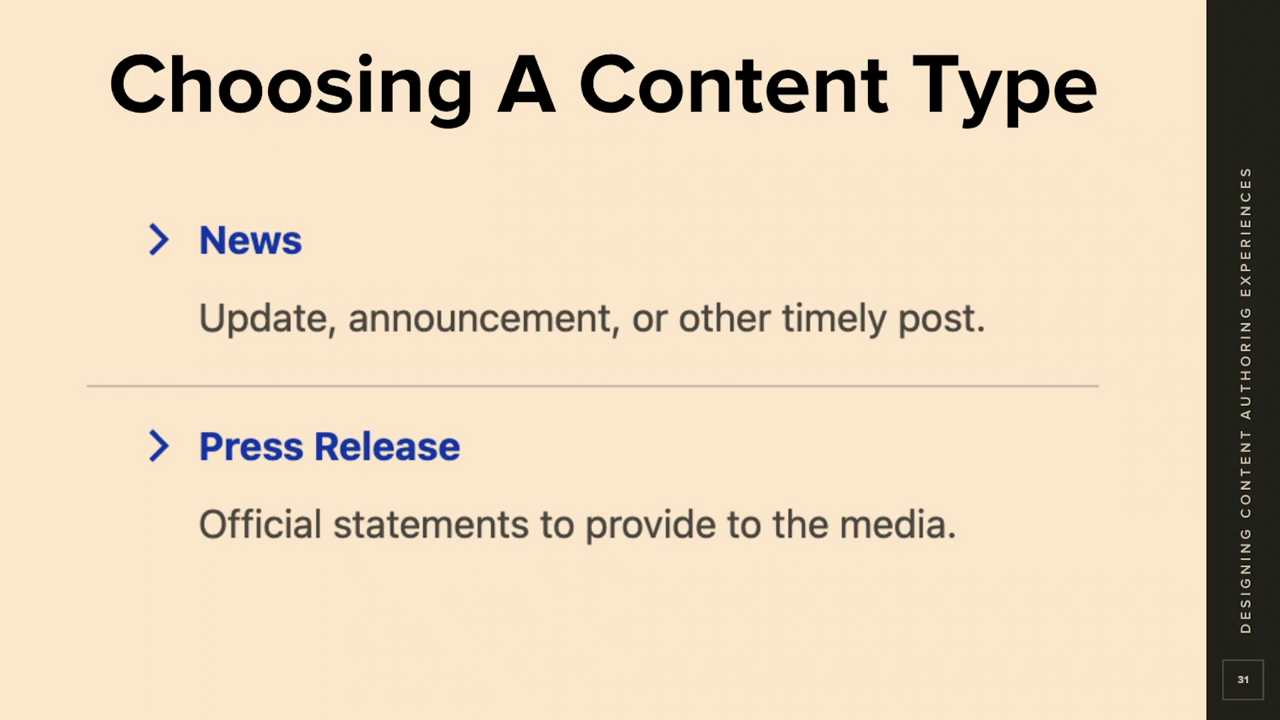 Choosing A Content Type
News
Update, announcement, or other timely post.
Press Release
Official statements to provide to the media.
DESIGNING CONTENT AUTHORING EXPERIENCES
31